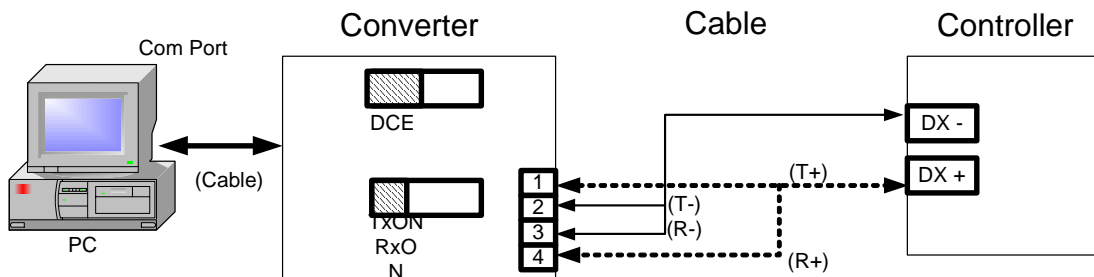 Converter
Cable
Controller
Com Port
DCE
DX -
(Cable)
1
(T+)
DX +
2
(T-)
TxON
3
(R-)
RxO
PC
N
4
(R+)